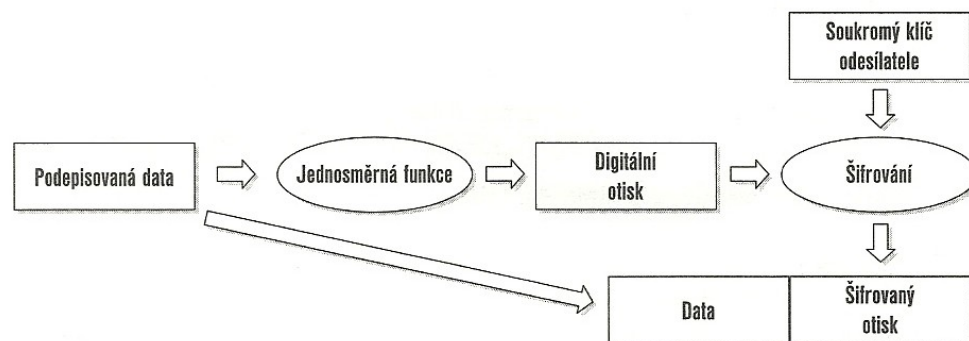 Soukromý klíč
odesílatele
Podepisovaná data
Jednosměrná funkce
Digitální
otisk
Šifrování
Data
Šifrovaný
otisk